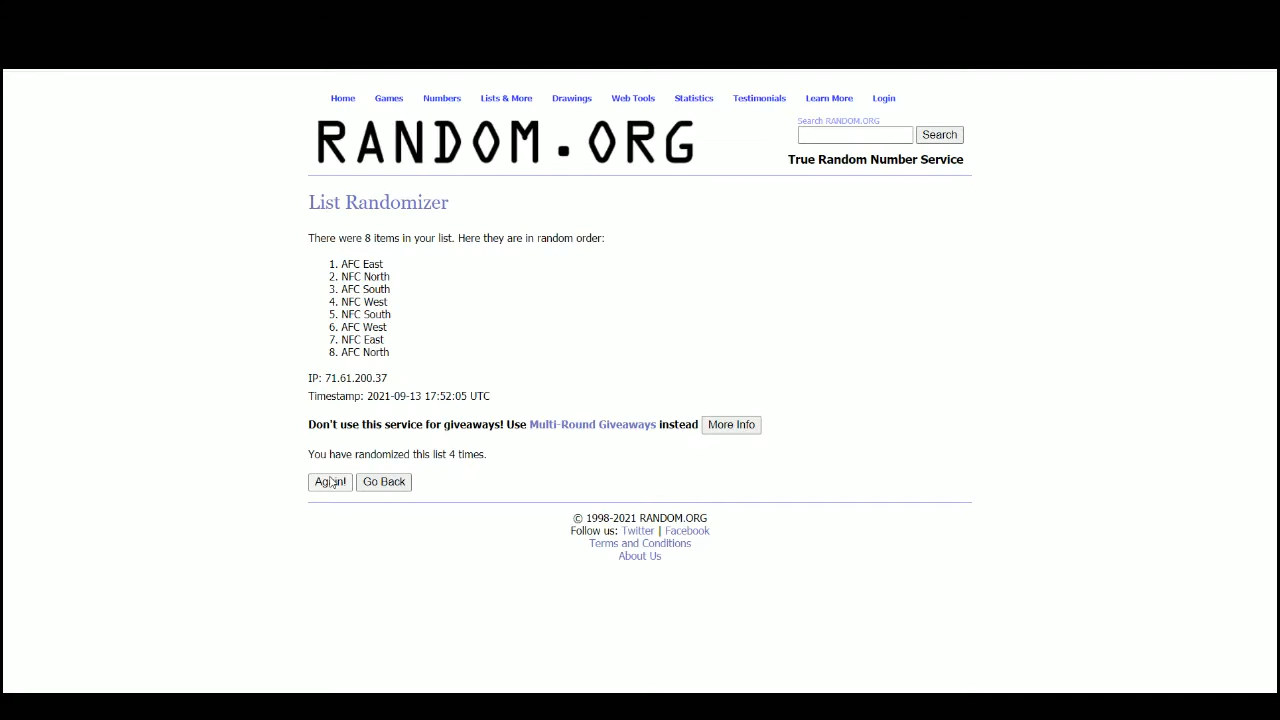 Home Games Numbers Lists & More Drawings Web Tools Statistics Testimonials Learn More Login
Search RANDOM.ORG
RANDOM.ORG
Search
True Random Number Service
List Randomizer
There were 8 items in your list. Here they are in random order:
1. AFC East
2. NFC North
3. AFC South
4. NFC West
5. NFC South
6. AFC West
7. NFC East
8. AFC North
IP: 71.61.200.37
Timestamp: 2021-09-13 17:52:05 UTC
Don't use this service for giveaways! Use Multi-Round Giveaways instead More Info
You have randomized this list 4 times.
Again! Go Back
© 1998-2021 RANDOM.ORG
Follow us: Twitter | Facebook
Terms and Conditions
About Us